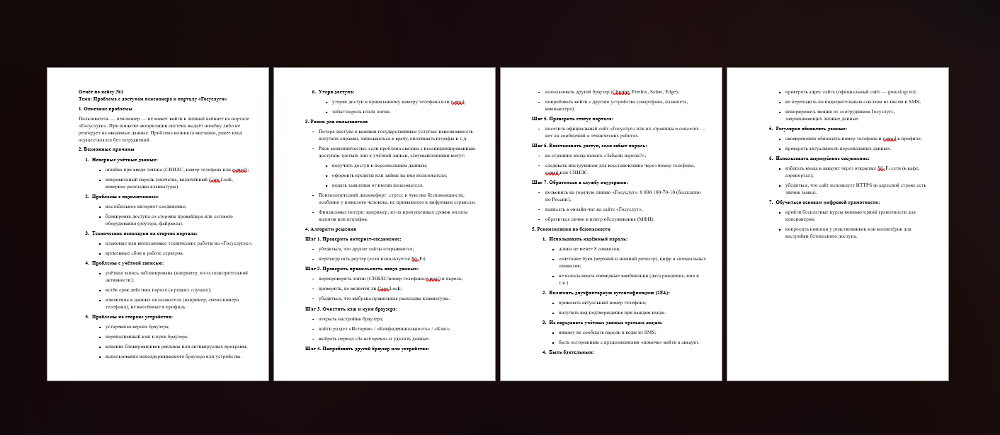 Отчёт по кейсу №1
Тема: Проблема с доступом пенсионера к порталу «Госуслуги»
1. Описание проблемы
Пользователь — пенсионер — не может войти в личный кабинет на портале
«Госуслуги». При попытке авторизации система выдаёт ошибку либо не
реагирует на вводимые данные. Проблема возникла внезапно, ранее вход
осуществлялся без затруднений.
2. Возможные причины
1. Неверные учётные данные:
▪ ошибка при вводе логина (СНИЛС, номер телефона или e-mail);
▪ неправильный пароль (опечатка, включённый Caps Lock,
неверная раскладка клавиатуры).
2. Проблемы с подключением:
▪ нестабильное интернет-соединение;
▪ блокировка доступа со стороны провайдера или сетевого
оборудования (роутера, файрвола).
3. Технические неполадки на стороне портала:
▪ плановые или внеплановые технические работы на «Госуслугах»;
▪ временные сбои в работе серверов.
4. Проблемы с учётной записью:
▪ учётная запись заблокирована (например, из-за подозрительной
активности);
▪ истёк срок действия пароля (в редких случаях);
▪ изменения в данных пользователя (например, смена номера
телефона), не внесённые в профиль.
5. Проблемы на стороне устройства:
▪ устаревшая версия браузера;
▪ переполненный кэш и куки браузера;
▪ влияние блокировщиков рекламы или антивирусных программ;
▪ использование неподдерживаемого браузера или устройства.
6. Утеря доступа:
▪ утерян доступ к привязанному номеру телефона или e-mail;
▪ забыт пароль и/или логин.
3. Риски для пользователя
- Потеря доступа к важным государственным услугам: невозможность
получать справки, записываться к врачу, оплачивать штрафы и т.д.
- Риск мошенничества: если проблема связана с несанкционированным
доступом третьих лиц к учётной записи, злоумышленники могут:
▪ получить доступ к персональным данным;
▪ оформить кредиты или займы на имя пользователя;
▪ подать заявления от имени пользователя.
- Психологический дискомфорт: стресс и чувство беспомощности,
особенно у пожилого человека, не привыкшего к цифровым сервисам.
- Финансовые потери: например, из-за пропущенных сроков оплаты
налогов или штрафов.
4. Алгоритм решения
Шаг 1. Проверить интернет-соединение:
- убедиться, что другие сайты открываются;
- перезагрузить роутер (если используется Wi-Fi).
Шаг 2. Проверить правильность ввода данных:
- перепроверить логин (СНИЛС/номер телефона/e-mail) и пароль;
- проверить, не включён ли Caps Lock;
- убедиться, что выбрана правильная раскладка клавиатуры.
Шаг 3. Очистить кэш и куки браузера:
- открыть настройки браузера;
- найти раздел «История» / «Конфиденциальность» / «Кэш»;
- выбрать период «За всё время» и удалить данные.
Шаг 4. Попробовать другой браузер или устройство:
- использовать другой браузер (Chrome, Firefox, Safari, Edge);
- попробовать войти с другого устройства (смартфона, планшета,
компьютера).
Шаг 5. Проверить статус портала:
- посетить официальный сайт «Госуслуг» или их страницы в соцсетях —
нет ли сообщений о технических работах.
Шаг 6. Восстановить доступ, если забыт пароль:
- на странице входа нажать «Забыли пароль?»;
- следовать инструкциям для восстановления через номер телефона,
e-mail или СНИЛС.
Шаг 7. Обратиться в службу поддержки:
- позвонить на горячую линию «Госуслуг»: 8 800 100-70-10 (бесплатно
по России);
- написать в онлайн-чат на сайте «Госуслуг»;
- обратиться лично в центр обслуживания (МФЦ).
5. Рекомендации по безопасности
1. Использовать надёжный пароль:
▪ длина не менее 8 символов;
▪ сочетание букв (верхний и нижний регистр), цифр и специальных
символов;
▪ не использовать очевидные комбинации (дата рождения, имя и
т.п.).
2. Включить двухфакторную аутентификацию (2FA):
▪ привязать актуальный номер телефона;
▪ получать код подтверждения при каждом входе.
3. Не передавать учётные данные третьим лицам:
▪ никому не сообщать пароль и коды из SMS;
▪ быть осторожным с предложениями «помочь» войти в аккаунт.
4. Быть бдительным:
▪ проверять адрес сайта (официальный сайт — gosuslugi.ru);
▪ не переходить по подозрительным ссылкам из писем и SMS;
▪ игнорировать звонки от «сотрудников Госуслуг»,
запрашивающих личные данные.
5. Регулярно обновлять данные:
▪ своевременно обновлять номер телефона и e-mail в профиле;
▪ проверять актуальность персональных данных.
6. Использовать защищённое соединение:
▪ избегать входа в аккаунт через открытые Wi-Fi сети (в кафе,
аэропортах);
▪ убедиться, что сайт использует HTTPS (в адресной строке есть
значок замка).
7. Обучиться основам цифровой грамотности:
▪ пройти бесплатные курсы компьютерной грамотности для
пенсионеров;
▪ попросить помощи у родственников или волонтёров для
настройки безопасного доступа.